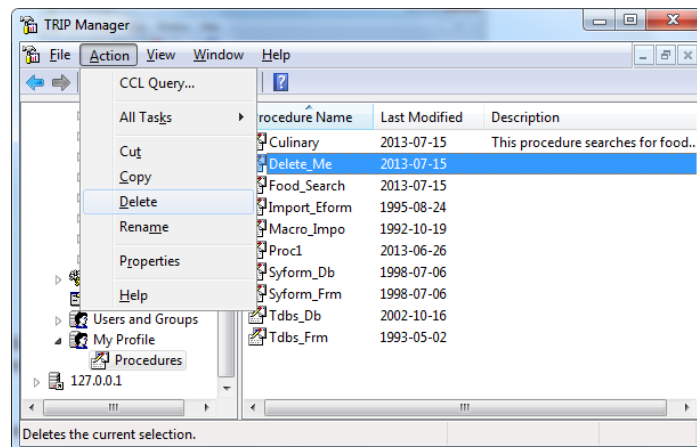 TRIP Manager
File Action View Window Help
CCL Query...
All Tasks
Cut
Copy
Delete
Rename
Properties
Help
Users and Groups
My Profile
Procedures
127.0.0.1
rocedure Name Last Modified Description
Culinary 2013-07-15 This procedure searches for food..
Delete_Me 2013-07-15
Food_Search 2013-07-15
Import_Eform 1995-08-24
Macro_Impo 1992-10-19
Proc1 2013-06-26
Syform_Db 1998-07-06
Syform_Frm 1998-07-06
Tdbs_Db 2002-10-16
Tdbs_Frm 1993-05-02
Deletes the current selection.